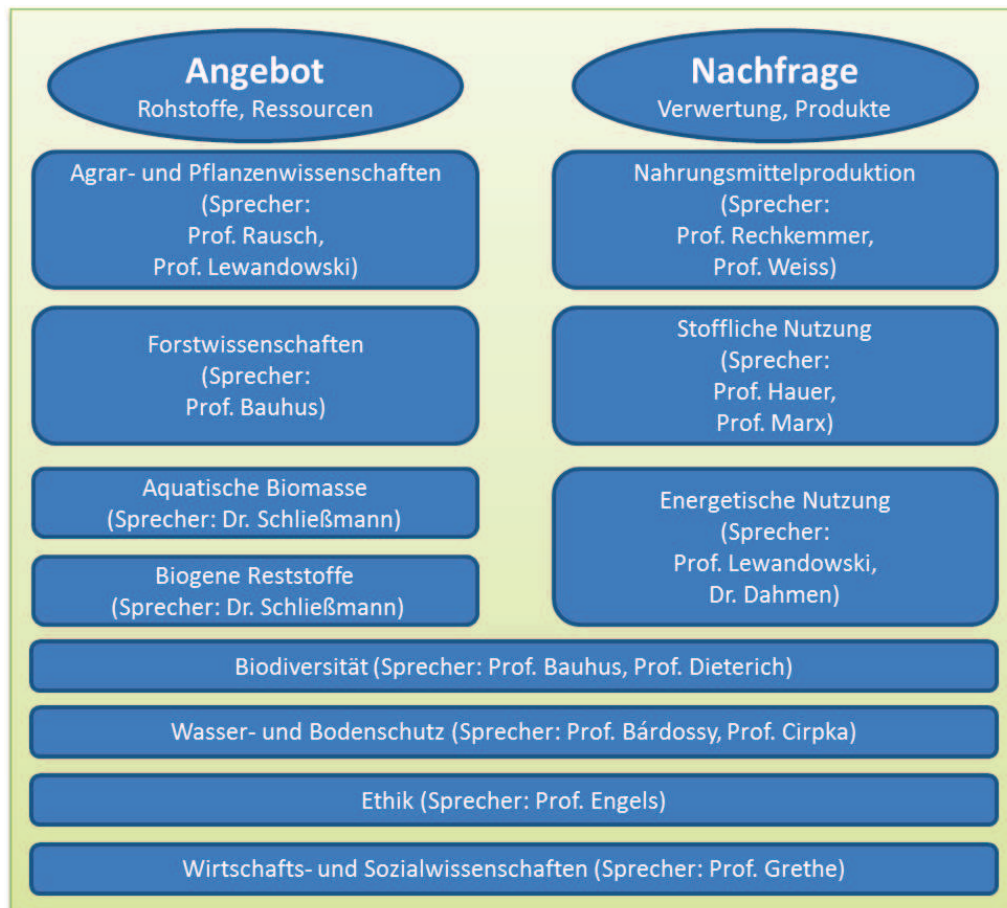 Angebot
Rohstoffe, Ressourcen
Agrar- und Pflanzenwissenschaften
(Sprecher:
Prof. Rausch,
Prof. Lewandowski)
Forstwissenschaften
(Sprecher:
Prof. Bauhus)
Aquatische Biomasse
(Sprecher: Dr. Schließmann)
Biogene Reststoffe
(Sprecher: Dr. Schließmann)
Nachfrage
Verwertung, Produkte
Nahrungsmittelproduktion
(Sprecher:
Prof. Rechkemmer,
Prof. Weiss)
Stoffliche Nutzung
(Sprecher:
Prof. Hauer,
Prof. Marx)
Energetische Nutzung
(Sprecher:
Prof. Lewandowski,
Dr. Dahmen)
Biodiversität (Sprecher: Prof. Bauhus, Prof. Dieterich)
Wasser- und Bodenschutz (Sprecher: Prof. Bárdossy, Prof. Cirpka)
Ethik (Sprecher: Prof. Engels)
Wirtschafts- und Sozialwissenschaften (Sprecher: Prof. Grethe)